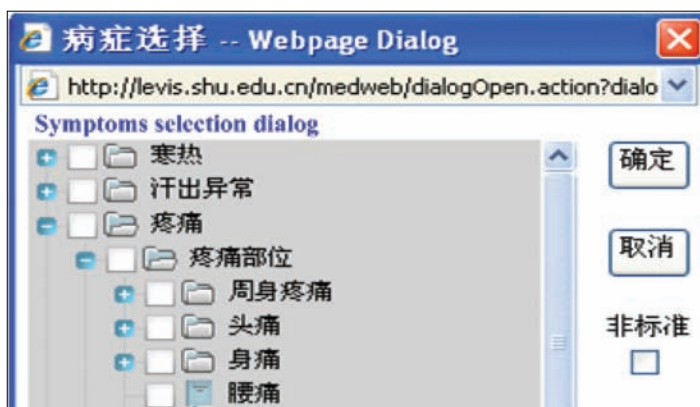 病症选择 -- Webpage Dialog
http://levis.shu.edu.cn/medweb/dialogOpen.action?dialo
Symptoms selection dialog
寒热
汗出异常
疼痛
疼痛部位
周身疼痛
头痛
身痛
腰痛
确定
取消
非标准